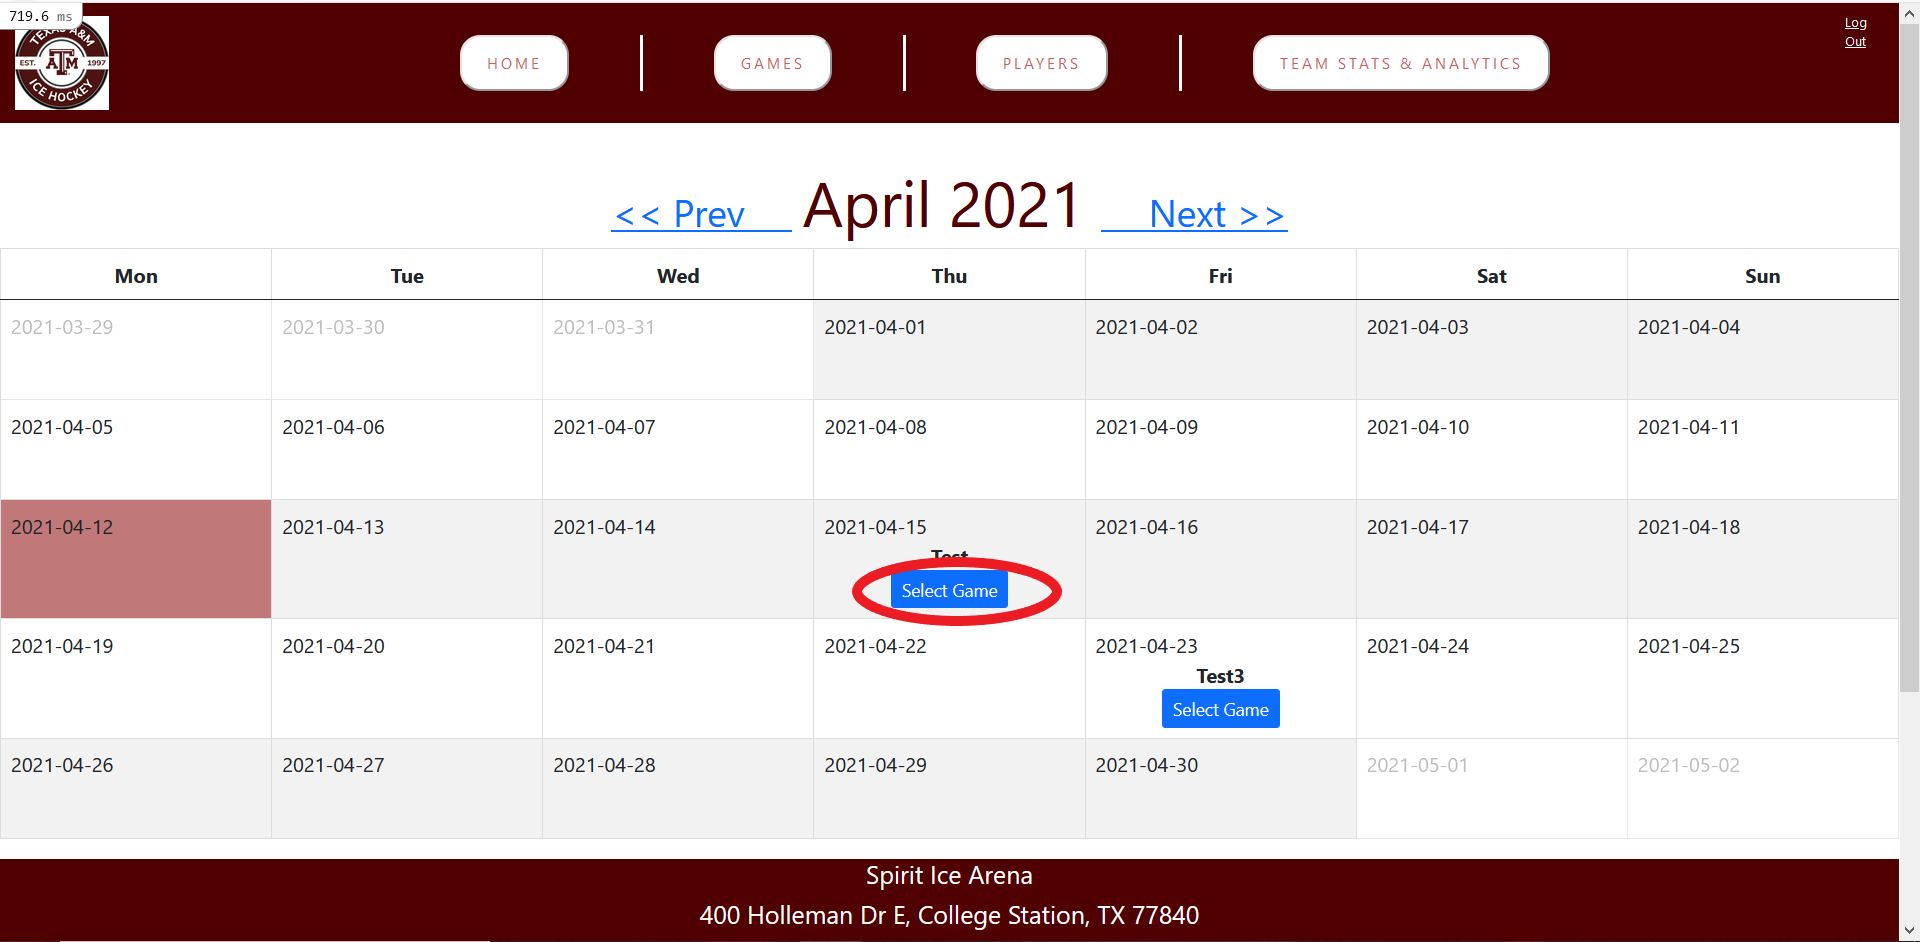 719.6 ms
TEXAS A&M
EST. ATM 1997
ICE HOCKEY
HOME
GAMES
PLAYERS
TEAM STATS & ANALYTICS
Log
Out
<< Prev April 2021 Next >>
Mon Tue Wed Thu Fri Sat Sun
2021-03-29 2021-03-30 2021-03-31 2021-04-01 2021-04-02 2021-04-03 2021-04-04
2021-04-05 2021-04-06 2021-04-07 2021-04-08 2021-04-09 2021-04-10 2021-04-11
2021-04-12 2021-04-13 2021-04-14 2021-04-15 2021-04-16 2021-04-17 2021-04-18
Test
Select Game
2021-04-19 2021-04-20 2021-04-21 2021-04-22 2021-04-23 2021-04-24 2021-04-25
Test3
Select Game
2021-04-26 2021-04-27 2021-04-28 2021-04-29 2021-04-30 2021-05-01 2021-05-02
Spirit Ice Arena
400 Holleman Dr E, College Station, TX 77840